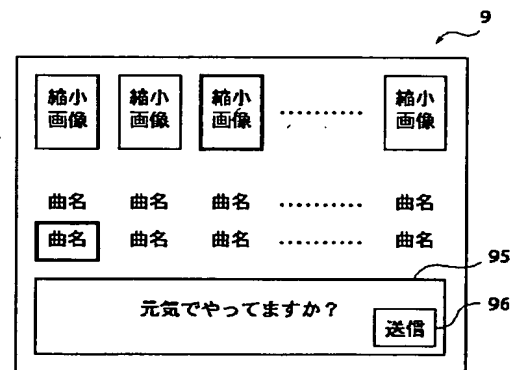 9
縮小 縮小 縮小 縮小
画像 画像 画像 ………… 画像
曲名 曲名 曲名 ………… 曲名
曲名 曲名 曲名 ………… 曲名
95
元気でやってますか?
送信 96